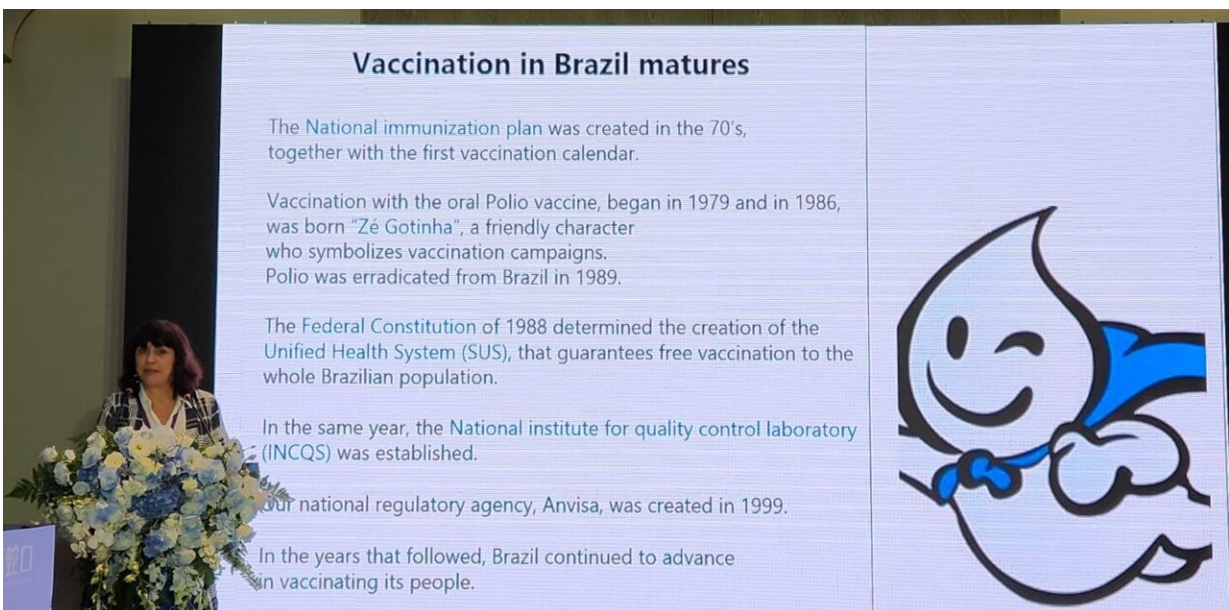 Vaccination in Brazil matures
The National immunization plan was created in the 70's,
together with the first vaccination calendar.
Vaccination with the oral Polio vaccine, began in 1979 and in 1986,
was born "Zé Gotinha", a friendly character
who symbolizes vaccination campaigns.
Polio was erradicated from Brazil in 1989.
The Federal Constitution of 1988 determined the creation of the
Unified Health System (SUS), that guarantees free vaccination to the
whole Brazilian population.
In the same year, the National institute for quality control laboratory
(INCQS) was established.
Our national regulatory agency, Anvisa, was created in 1999.
In the years that followed, Brazil continued to advance
in vaccinating its people.
蛇口